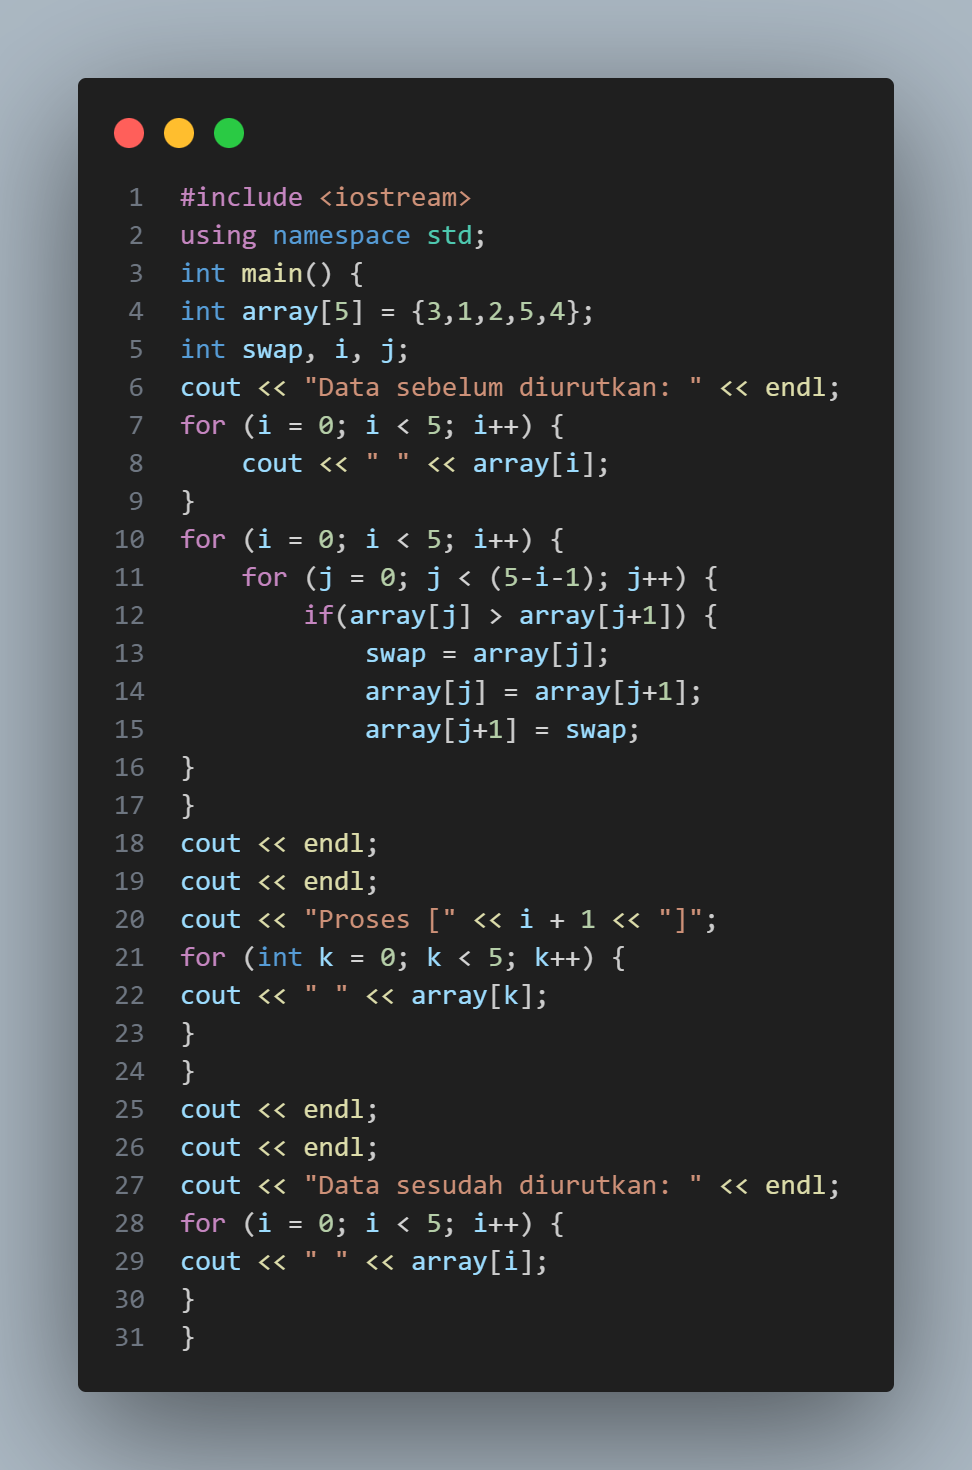 1 #include <iostream>
2 using namespace std;
3 int main() {
4 int array[5] = {3,1,2,5,4};
5 int swap, i, j;
6 cout << "Data sebelum diurutkan: " << endl;
7 for (i = 0; i < 5; i++) {
8     cout << " " << array[i];
9 }
10 for (i = 0; i < 5; i++) {
11     for (j = 0; j < (5-i-1); j++) {
12         if(array[j] > array[j+1]) {
13             swap = array[j];
14             array[j] = array[j+1];
15             array[j+1] = swap;
16 }
17 }
18 cout << endl;
19 cout << endl;
20 cout << "Proses [" << i + 1 << "]";
21 for (int k = 0; k < 5; k++) {
22 cout << " " << array[k];
23 }
24 }
25 cout << endl;
26 cout << endl;
27 cout << "Data sesudah diurutkan: " << endl;
28 for (i = 0; i < 5; i++) {
29 cout << " " << array[i];
30 }
31 }